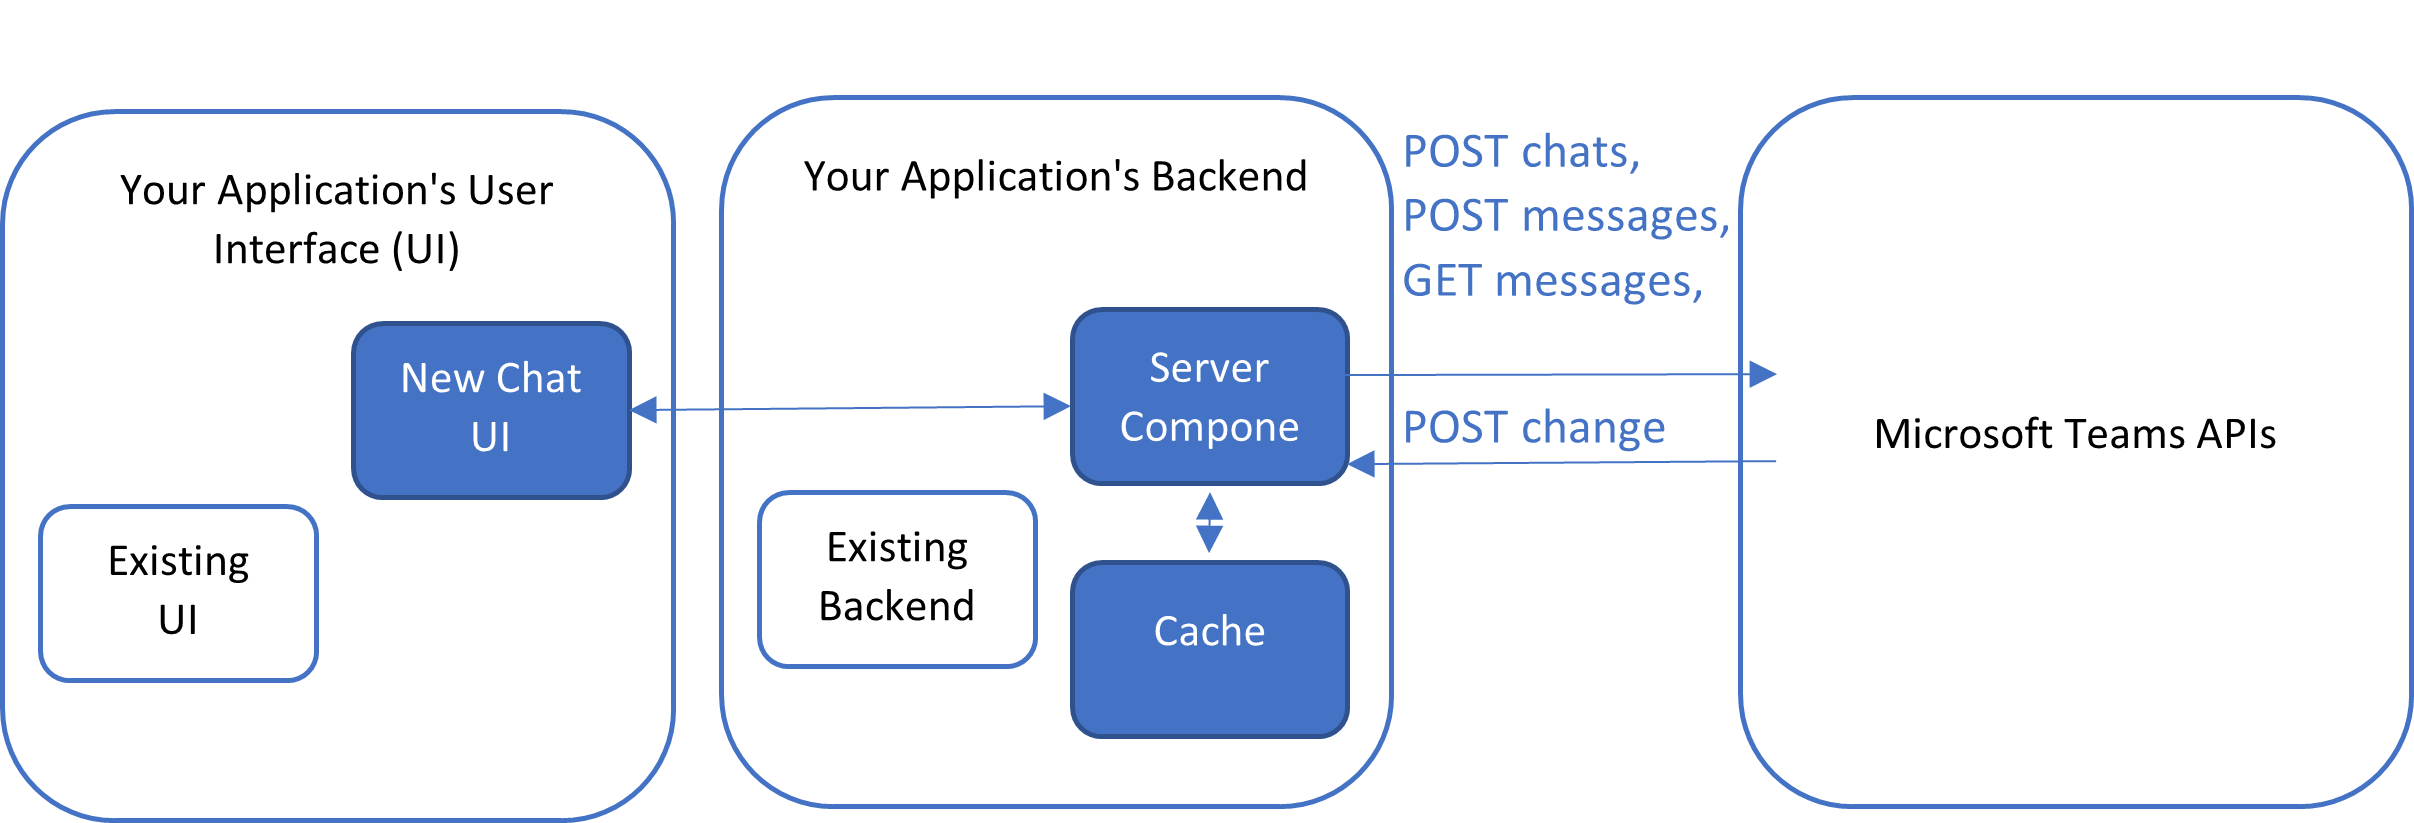 Your Application's User
Interface (UI)
New Chat
UI
Existing
UI
Your Application's Backend
Server
Compone
Existing
Backend
Cache
POST chats,
POST messages,
GET messages,
POST change
Microsoft Teams APIs